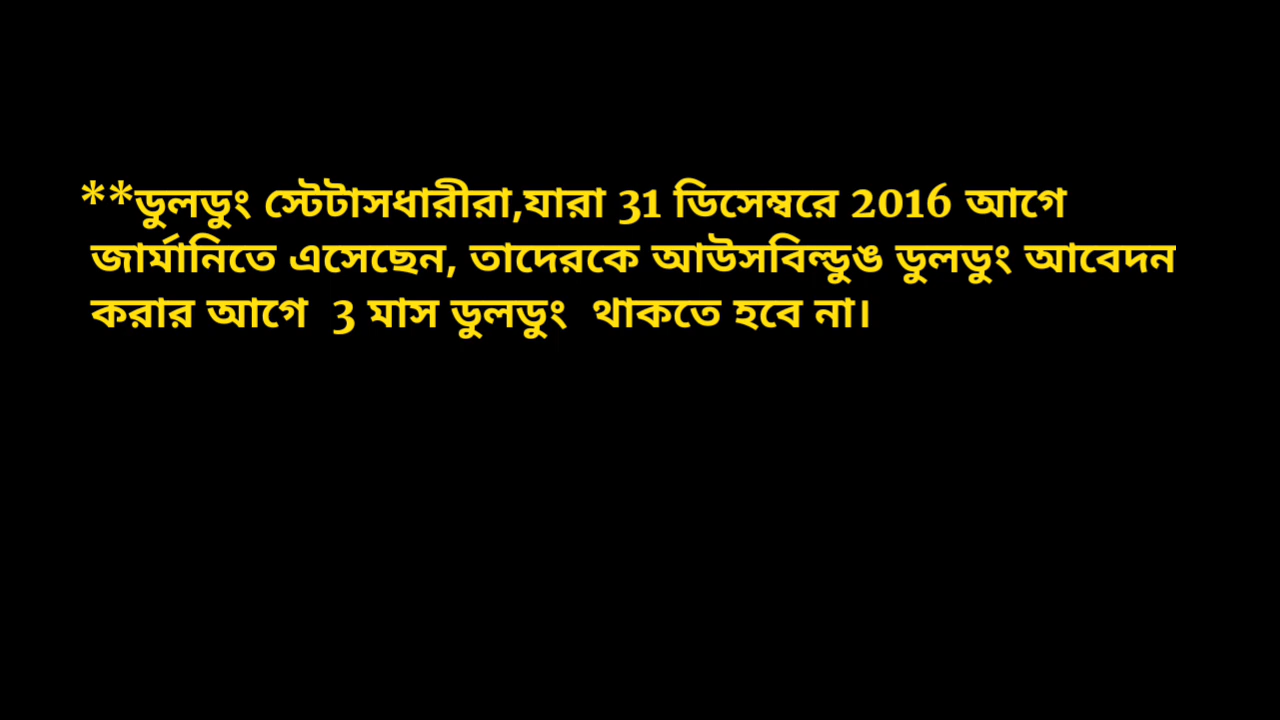 **ডুলডুং স্টেটাসধারীরা,যারা 31 ডিসেম্বরে 2016 আগে
জার্মানিতে এসেছেন, তাদেরকে আউসবিল্ডুঙ ডুলডুং আবেদন
করার আগে 3 মাস ডুলডুং থাকতে হবে না।